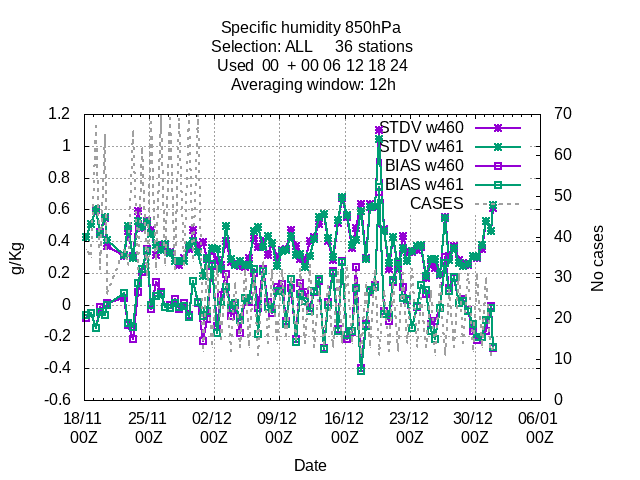 Specific humidity 850hPa
Selection: ALL 36 stations
Used 00 + 00 06 12 18 24
Averaging window: 12h
1.2
1
0.8
0.6
0.4
0.2
0
-0.2
-0.4
-0.6
g/Kg
70
60
50
40
30
20
10
0
No cases
STDV w460
STDV w461
BIAS w460
BIAS w461
CASES
18/11 25/11 02/12 09/12 16/12 23/12 30/12 06/01
00Z 00Z 00Z 00Z 00Z 00Z 00Z 00Z
Date